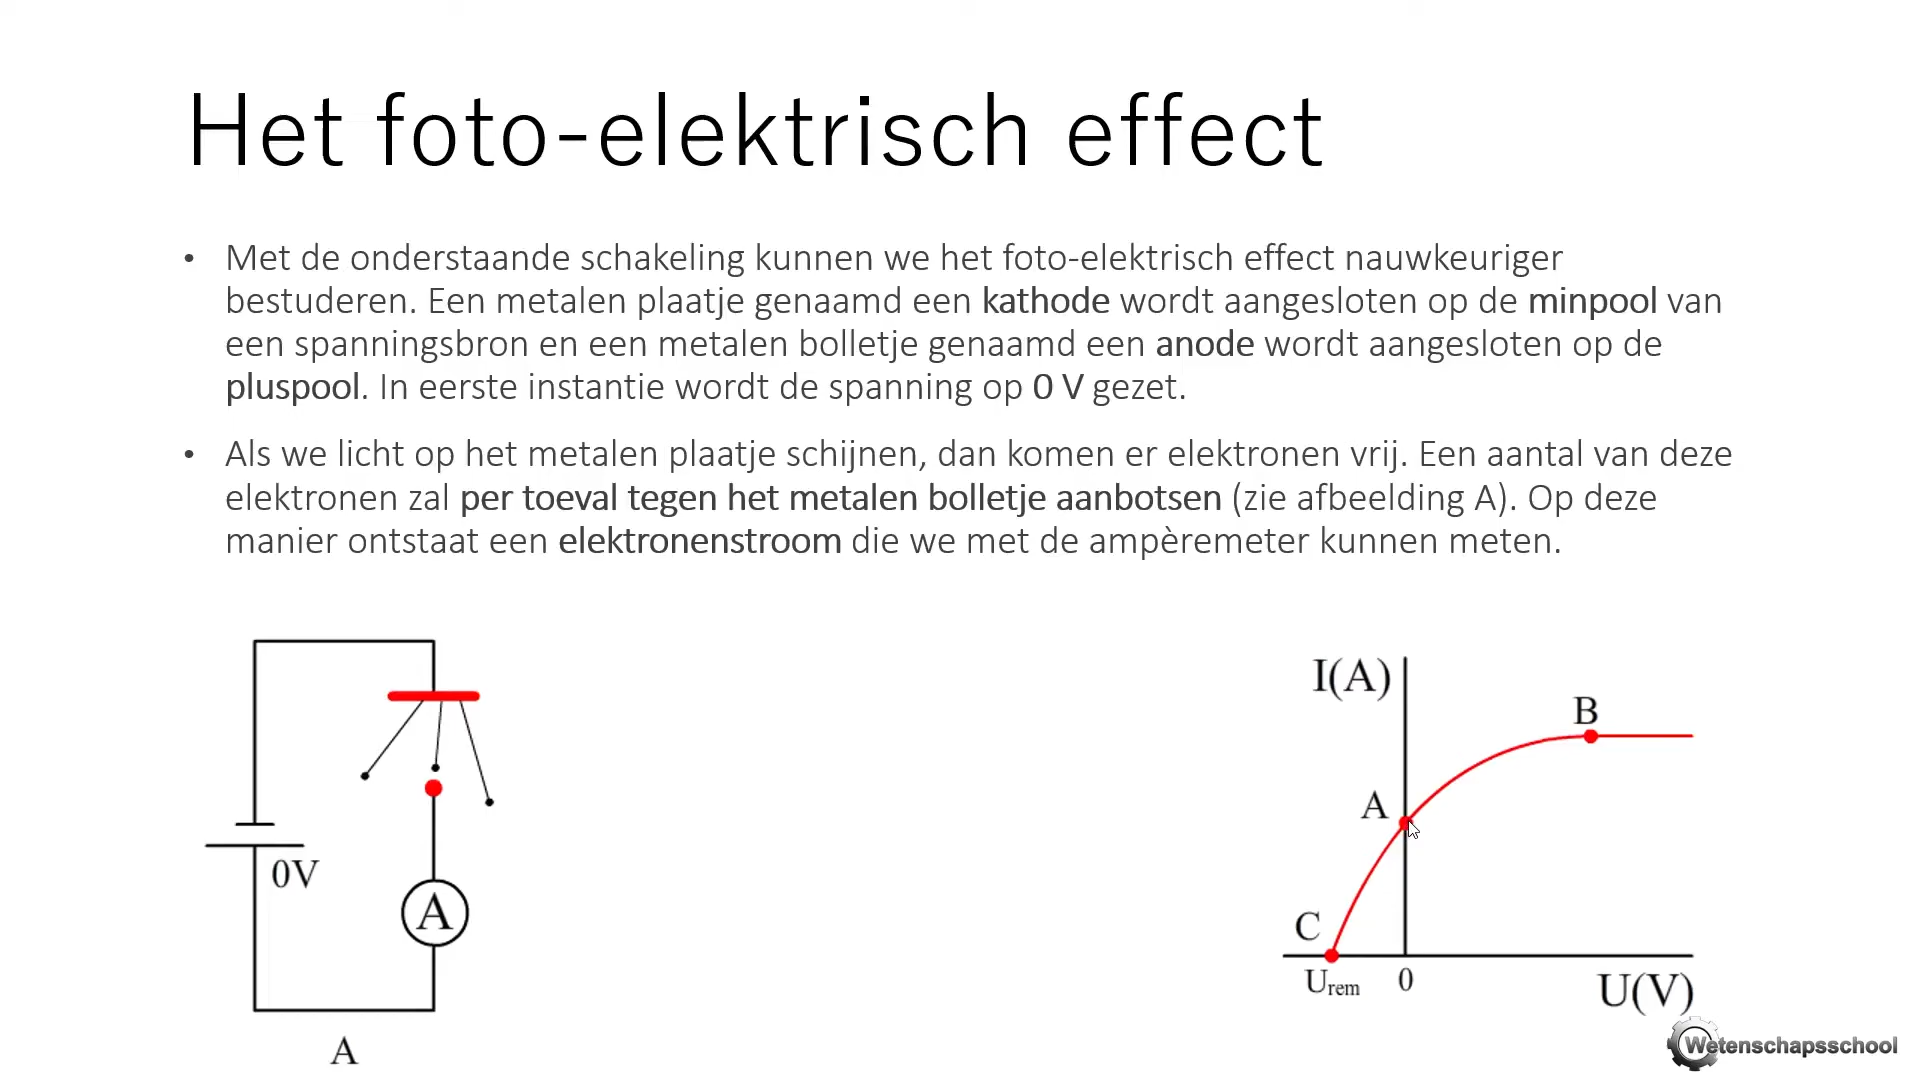 Het foto-elektrisch effect
• Met de onderstaande schakeling kunnen we het foto-elektrisch effect nauwkeuriger
bestuderen. Een metalen plaatje genaamd een kathode wordt aangesloten op de minpool van
een spanningsbron en een metalen bolletje genaamd een anode wordt aangesloten op de
pluspool. In eerste instantie wordt de spanning op 0 V gezet.
• Als we licht op het metalen plaatje schijnen, dan komen er elektronen vrij. Een aantal van deze
elektronen zal per toeval tegen het metalen bolletje aanbotsen (zie afbeelding A). Op deze
manier ontstaat een elektronenstroom die we met de ampèremeter kunnen meten.
0V
A
A
I(A)
B
A
C
Urem 0
U(V)
Wetenschapsschool